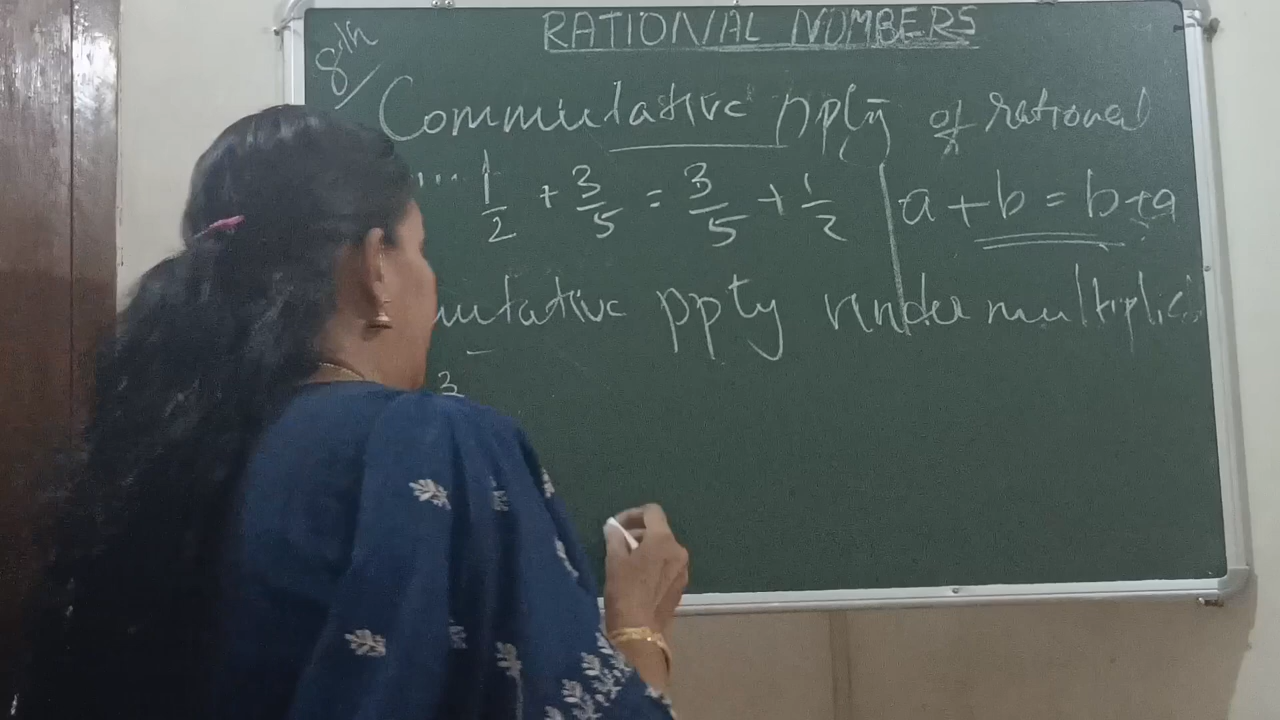 RATIONAL NUMBERS
8th
Commutative ppty of rational
1/2 + 3/5 = 3/5 + 1/2 | a + b = b + a
mutative ppty under multiplic
3